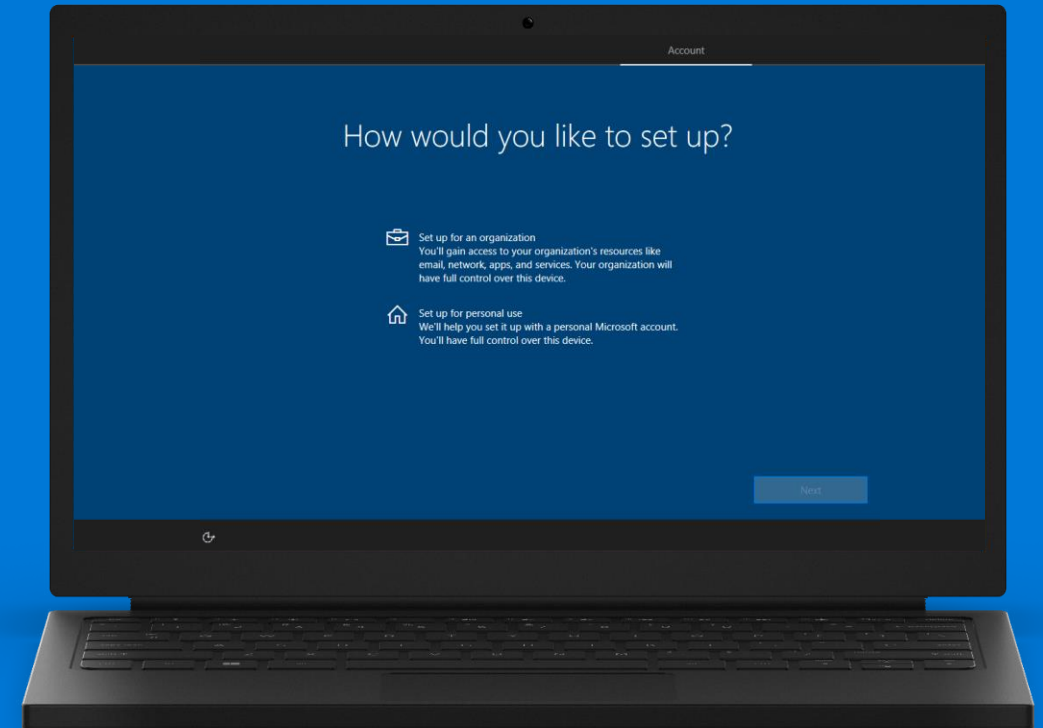 Account
How would you like to set up?
Set up for an organization
You'll gain access to your organization's resources like
email, network, apps, and services. Your organization will
have full control over this device.
Set up for personal use
We'll help you set it up with a personal Microsoft account.
You'll have full control over this device.
Next